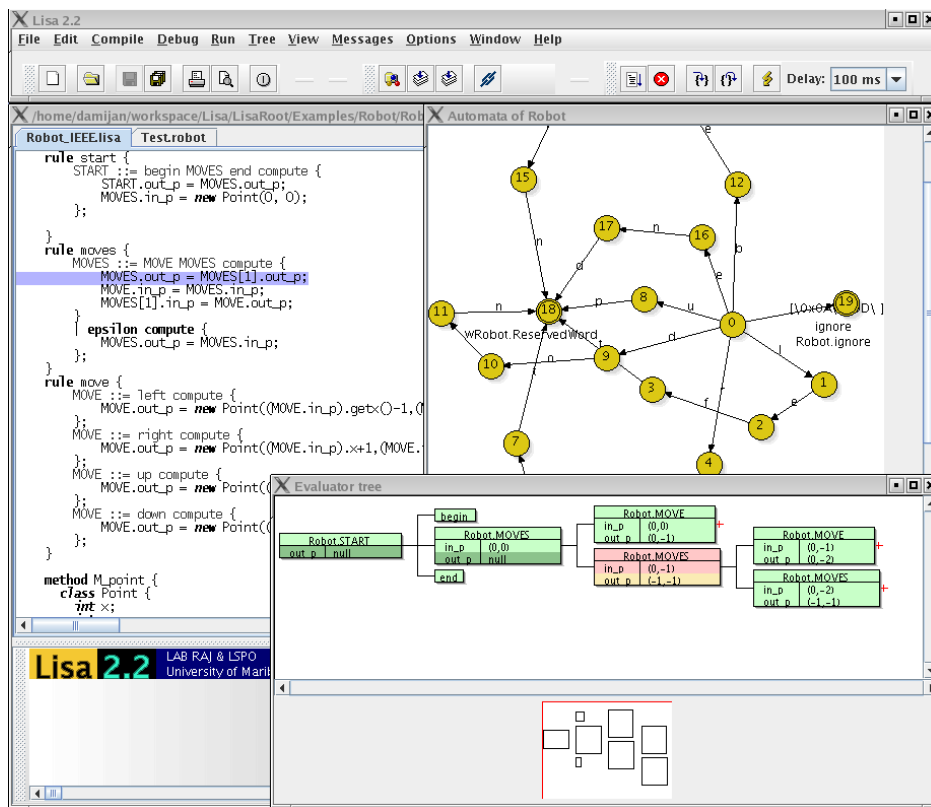 Lisa 2.2
File Edit Compile Debug Run Tree View Messages Options Window Help
Delay: 100 ms
/home/damijan/workspace/Lisa/LisaRoot/Examples/Robot/Rob
Robot_IEEE.lisa Test.robot
rule start {
START ::= begin MOVES end compute {
START.out_p = MOVES.out_p;
MOVES.in_p = new Point(0, 0);
};
}
rule moves {
MOVES ::= MOVE MOVES compute {
MOVES.out_p = MOVES[1].out_p;
MOVE.in_p = MOVES.in_p;
MOVES[1].in_p = MOVE.out_p;
}
| epsilon compute {
MOVES.out_p = MOVES.in_p;
};
}
rule move {
MOVE ::= left compute {
MOVE.out_p = new Point((MOVE.in_p).getx()-1,(M
};
MOVE ::= right compute {
MOVE.out_p = new Point((MOVE.in_p).x+1,(MOVE.
};
MOVE ::= up compute {
MOVE.out_p = new Point((
};
MOVE ::= down compute {
MOVE.out_p = new Point((
};
}
method M_point {
class Point {
int x;
Lisa 2.2
LAB RAJ & LSPO
University of Marib
Automata of Robot
e
15
12
17
n
16
n
d
b
e
8
p
u
19
11
n
18
0
ignore
wRobot.ReservedWord
Robot.ignore
d
9
10
3
1
f
e
2
7
4
Evaluator tree
begin
Robot.START
out_p null
Robot.MOVES
in_p (0,0)
out_p null
end
Robot.MOVE
in_p (0,0)
out_p (0,-1)
Robot.MOVES
in_p (0,-1)
out_p (-1,-1)
Robot.MOVE
in_p (0,-1)
out_p (0,-2)
Robot.MOVES
in_p (0,-2)
out_p (-1,-1)